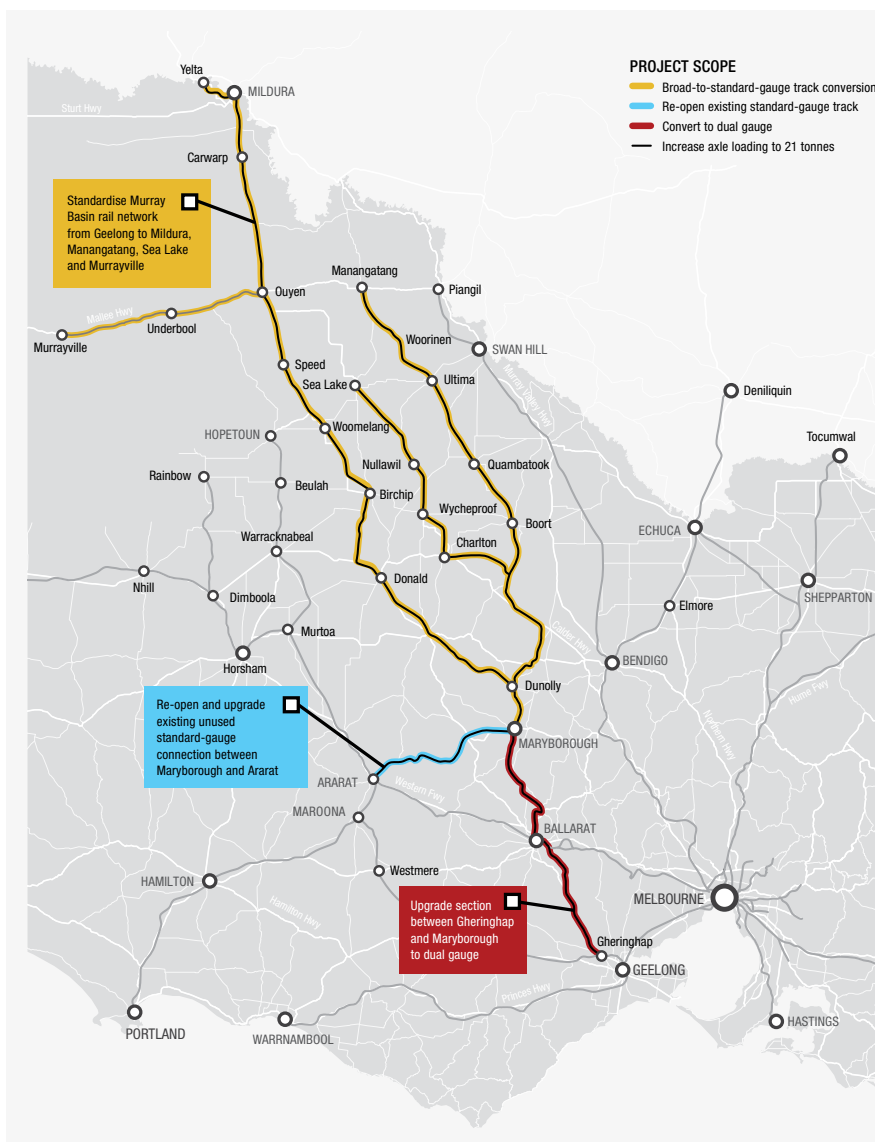 PROJECT SCOPE
Broad-to-standard-gauge track conversion
Re-open existing standard-gauge track
Convert to dual gauge
Increase axle loading to 21 tonnes
Yelta
MILDURA
Sturt Hwy
Carwarp
Standardise Murray
Basin rail network
from Geelong to Mildura,
Manangatang, Sea Lake
and Murrayville
Manangatang
Piangil
Ouyen
Mallee Hwy
Underbool
Murrayville
Woorinen
SWAN HILL
Murray Valley Hwy
Speed
Sea Lake
Ultima
Deniliquin
HOPETOUN
Woomelang
Tocumwal
Rainbow
Nullawil
Quambatook
Beulah
Birchip
Wycheproof
Boort
ECHUCA
Warracknabeal
Charlton
Nhill
Donald
Dimboola
Elmore
SHEPPARTON
Murtoa
Calder Hwy
Horsham
BENDIGO
Dunolly
Hume Fwy
Northern Hwy
Re-open and upgrade
existing unused
standard-gauge
connection between
Maryborough and Ararat
MARYBOROUGH
ARARAT
Western Fwy
MAROONA
BALLARAT
Westmere
HAMILTON
MELBOURNE
Hamilton Hwy
Upgrade section
between Gheringhap
and Maryborough
to dual gauge
Gheringhap
GEELONG
Princas Hwy
PORTLAND
WARRNAMBOOL
HASTINGS